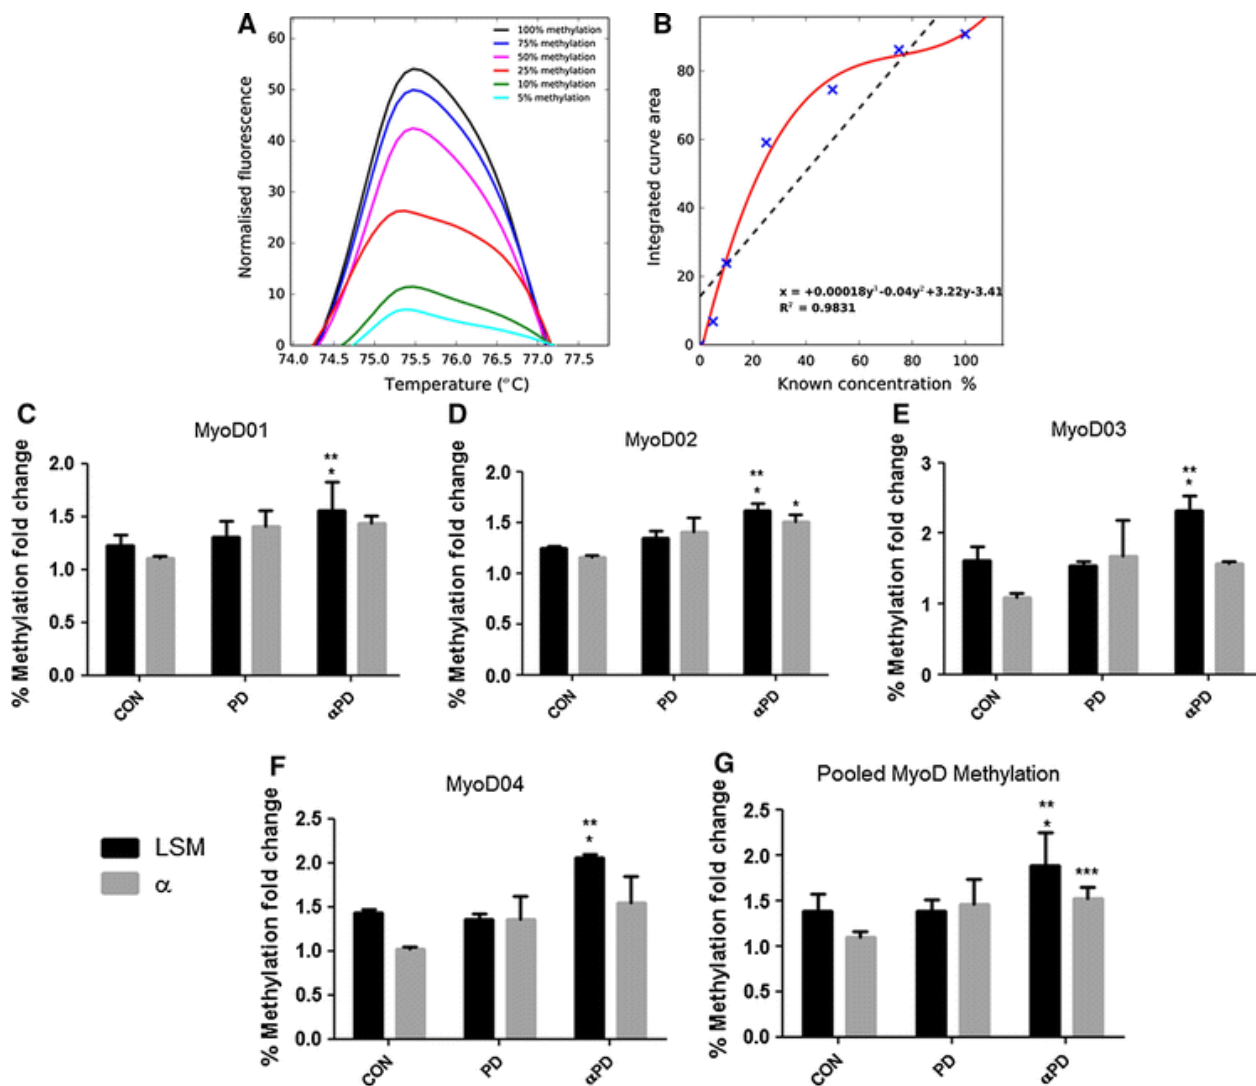 A
Normalised fluorescence
60
50
40
30
20
10
0
100% methylation
75% methylation
50% methylation
25% methylation
10% methylation
5% methylation
74.0 74.5 75.0 75.5 76.0 76.5 77.0 77.5
Temperature (°C)
B
Integrated curve area
80
60
40
20
0
x = +0.00018y³-0.04y²+3.22y-3.41
R² = 0.9831
0 20 40 60 80 100
Known concentration %
C
MyoD01
% Methylation fold change
2.0
1.5
1.0
0.5
0.0
**
*
CON PD αPD
D
MyoD02
% Methylation fold change
2.0
1.5
1.0
0.5
0.0
**
* *
CON PD αPD
E
MyoD03
% Methylation fold change
3
2
1
0
**
*
CON PD αPD
LSM
α
F
MyoD04
% Methylation fold change
2.5
2.0
1.5
1.0
0.5
0.0
**
*
CON PD αPD
G
Pooled MyoD Methylation
% Methylation fold change
2.5
2.0
1.5
1.0
0.5
0.0
**
*
***
CON PD αPD